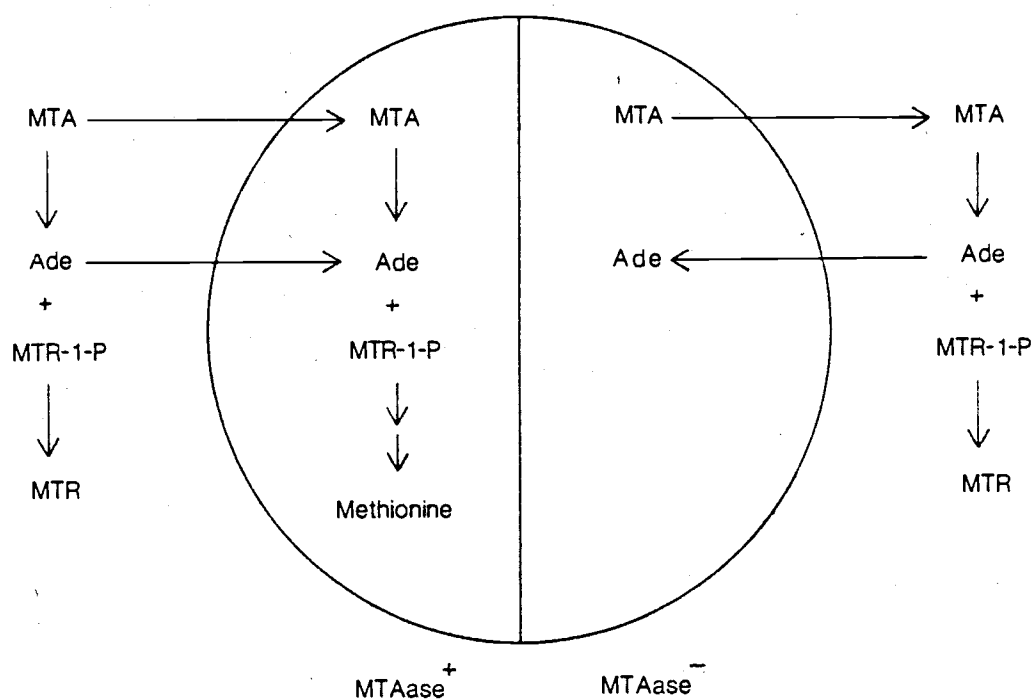 MTA MTA MTA MTA
Ade Ade Ade Ade
+ + +
MTR-1-P MTR-1-P MTR-1-P
MTR MTR
Methionine
MTAase+ MTAase−